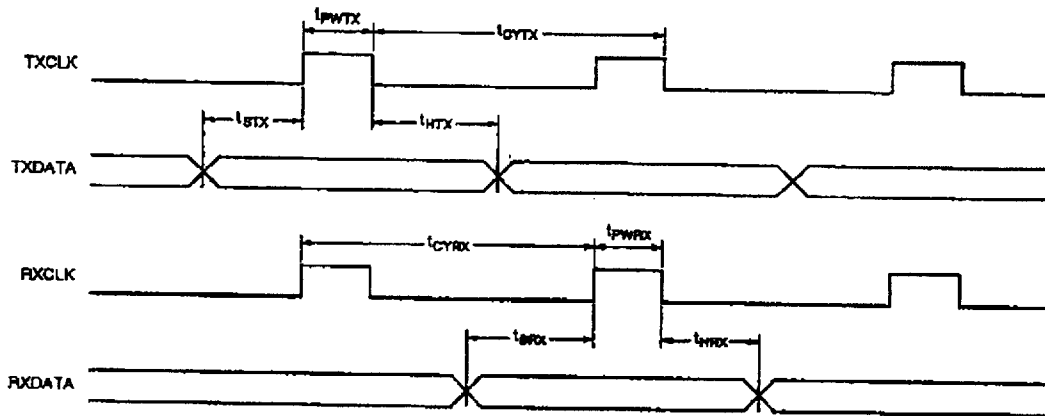 tPWTX
tCYTX
TXCLK
tSTX
tHTX
TXDATA
tCYRX
tPWRX
RXCLK
tSRX
tHRX
RXDATA